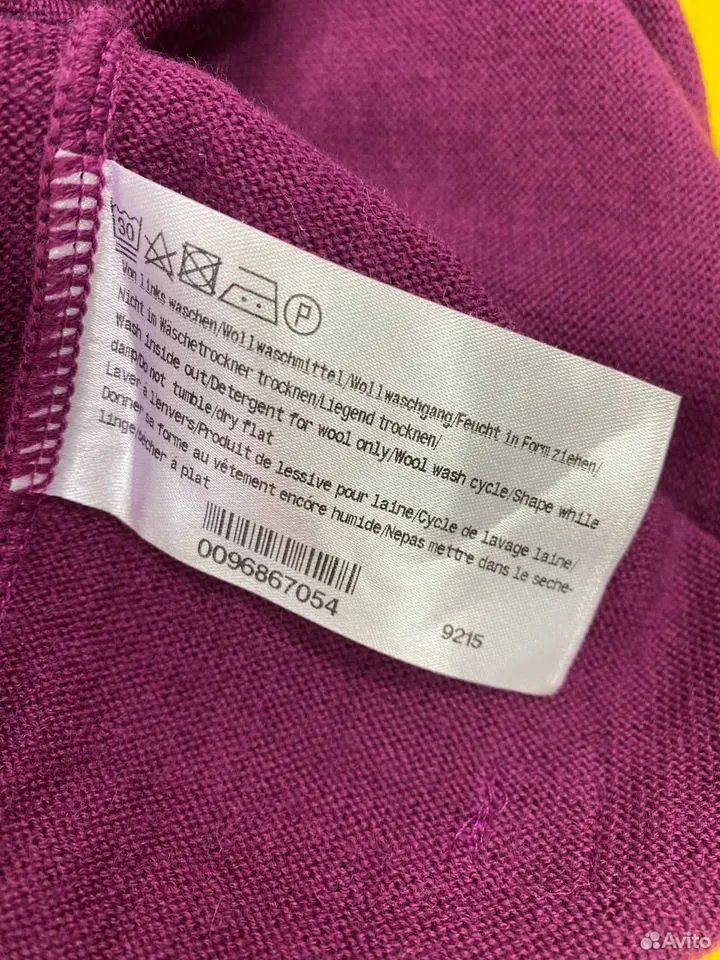 30
P
Von links waschen/Wollwaschmittel/Wollwaschgang/Feucht in Form ziehen/
Nicht im Wäschetrockner trocknen/Liegend trocknen/
Wash inside out/Detergent for wool only/Wool wash cycle/Shape while
damp/Do not tumble/dry flat
Laver à l'envers/Produit de lessive pour laine/Cycle de lavage laine/
Donner sa forme au vêtement encore humide/Nepas mettre dans le seche-
linge/secher à plat
0096867054
9215
Avito